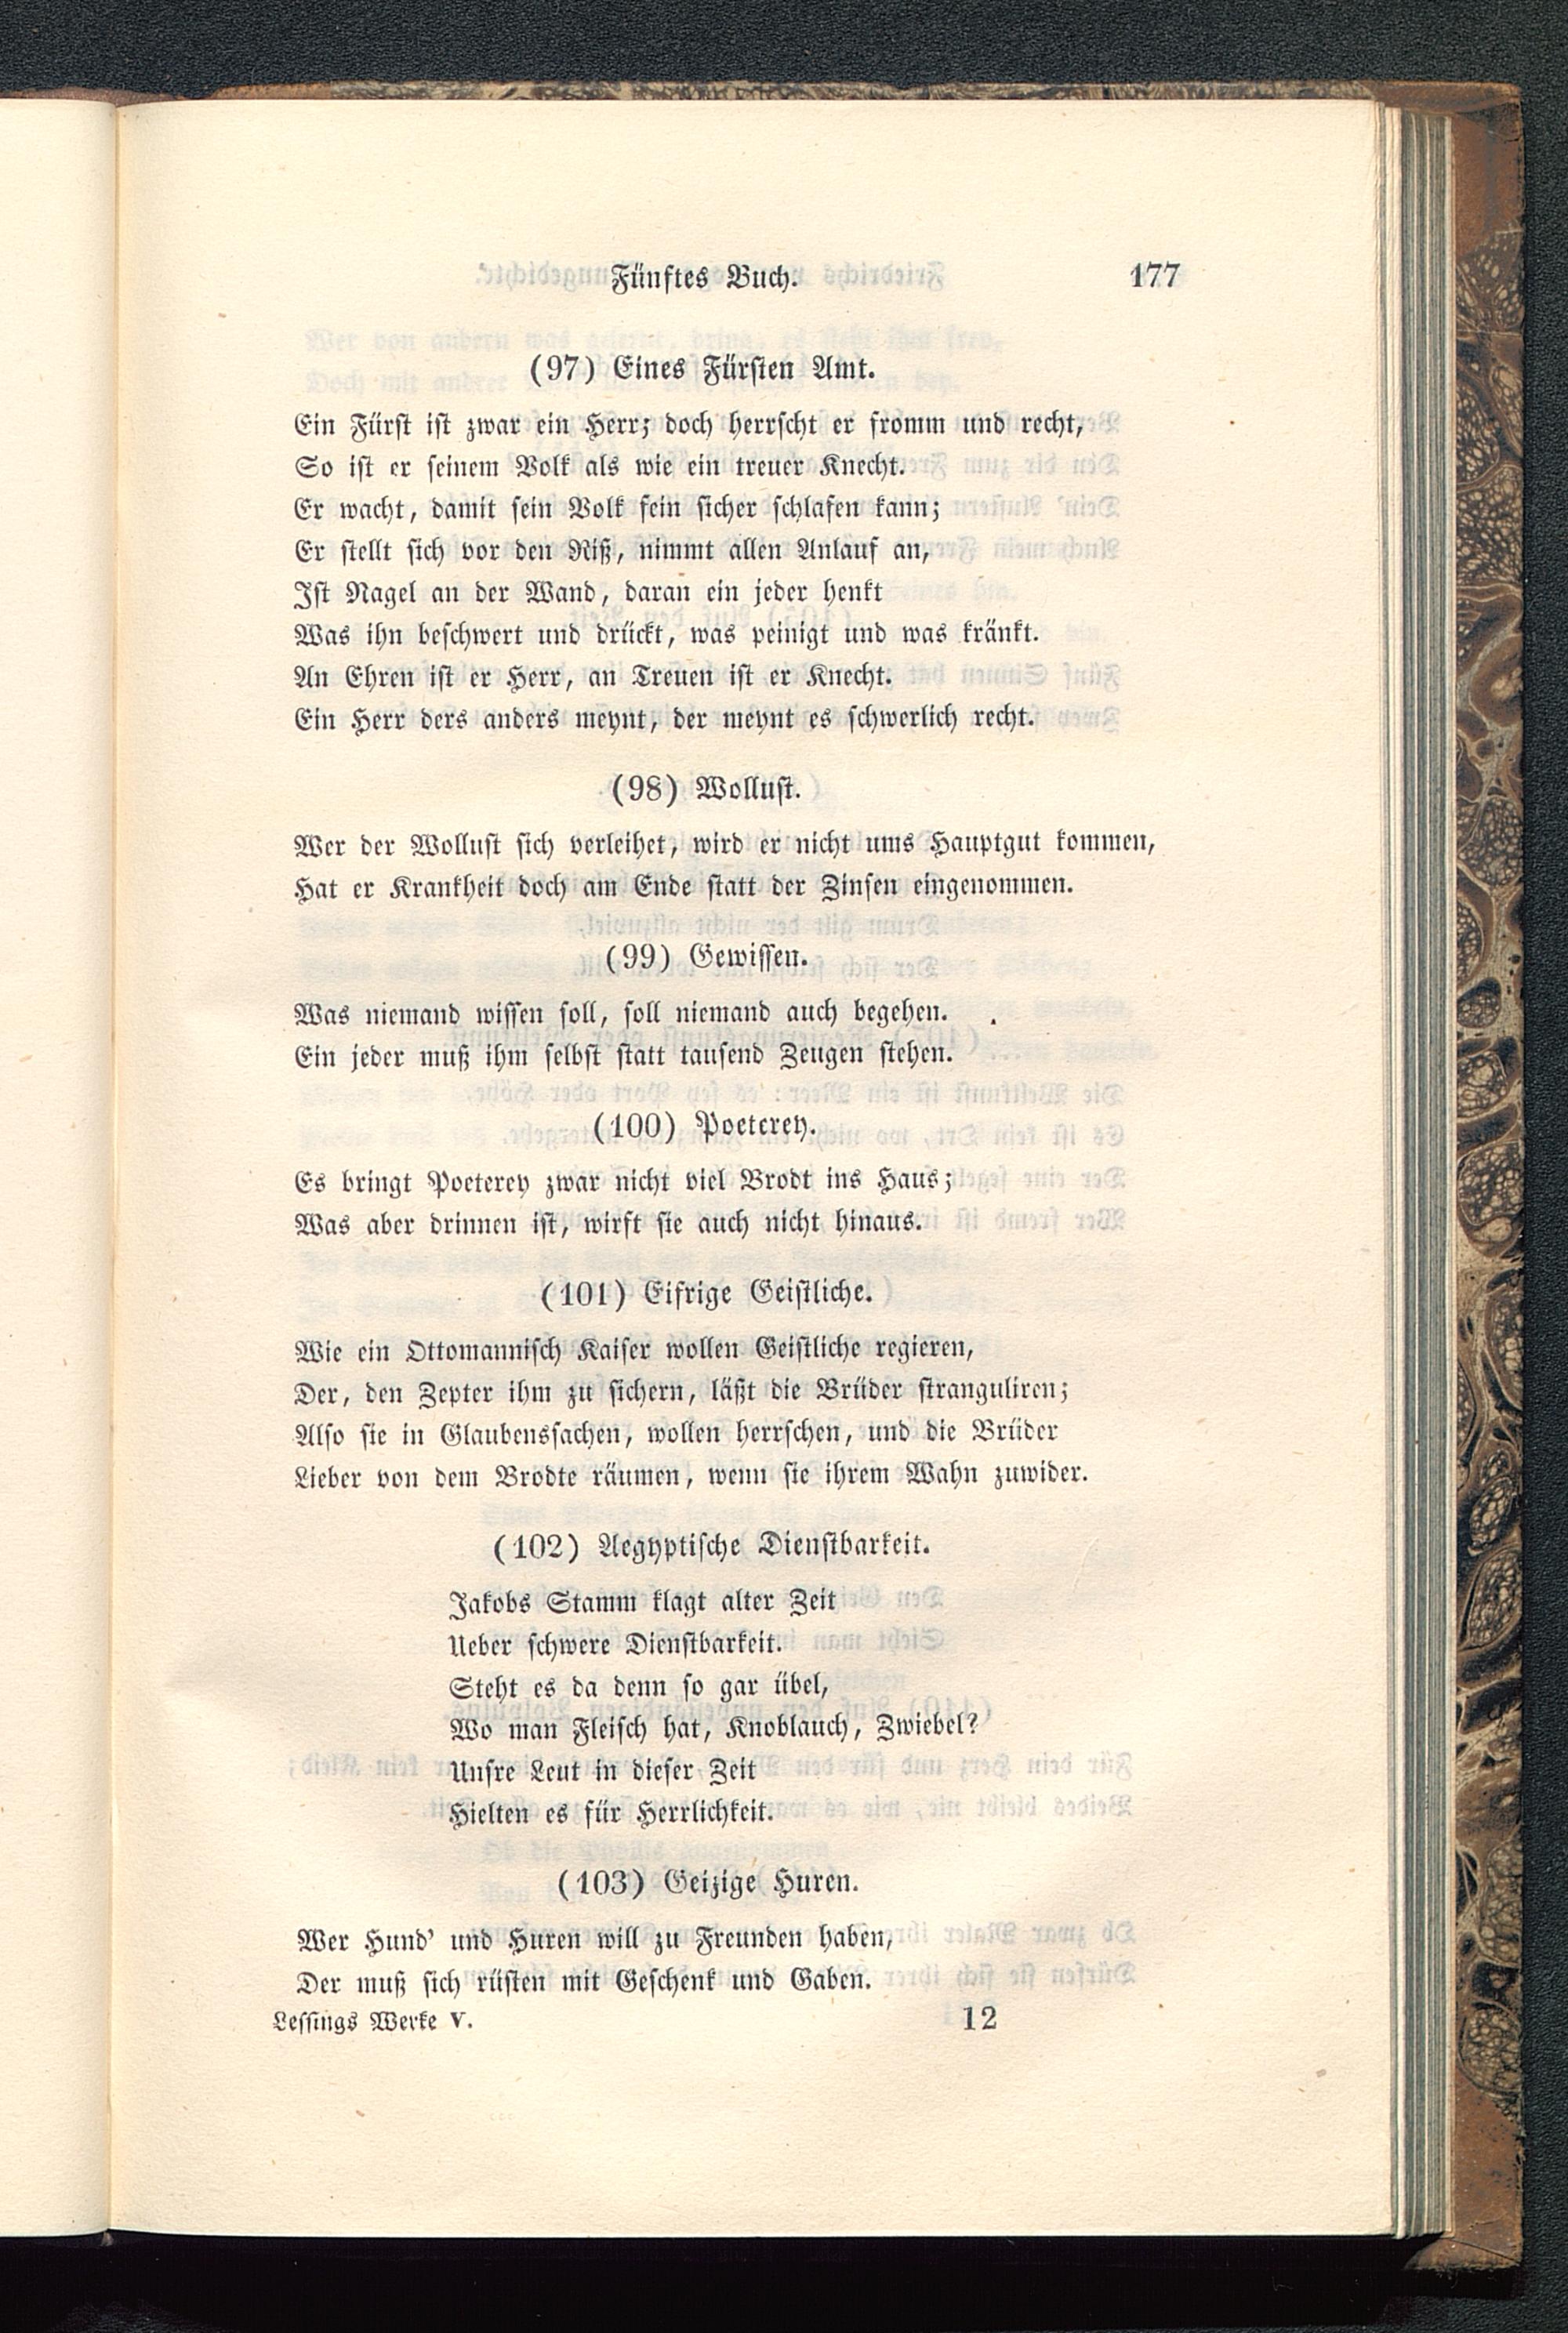 Fünftes Buch. 177
(97) Eines Fürsten Amt.
Ein Fürst ist zwar ein Herr; doch herrscht er fromm und recht,
So ist er seinem Volk als wie ein treuer Knecht.
Er wacht, damit sein Volk fein sicher schlafen kann;
Er stellt sich vor den Riß, nimmt allen Anlauf an,
Ist Nagel an der Wand, daran ein jeder henkt
Was ihn beschwert und drückt, was peinigt und was kränkt.
An Ehren ist er Herr, an Treuen ist er Knecht.
Ein Herr ders anders meynt, der meynt es schwerlich recht.
(98) Wollust.
Wer der Wollust sich verleihet, wird er nicht ums Hauptgut kommen,
Hat er Krankheit doch am Ende statt der Zinsen eingenommen.
(99) Gewissen.
Was niemand wissen soll, soll niemand auch begehen.
Ein jeder muß ihm selbst statt tausend Zeugen stehen.
(100) Poeterey.
Es bringt Poeterey zwar nicht viel Brodt ins Haus;
Was aber drinnen ist, wirft sie auch nicht hinaus.
(101) Eifrige Geistliche.
Wie ein Ottomannisch Kaiser wollen Geistliche regieren,
Der, den Zepter ihm zu sichern, läßt die Brüder stranguliren;
Also sie in Glaubenssachen, wollen herrschen, und die Brüder
Lieber von dem Brodte räumen, wenn sie ihrem Wahn zuwider.
(102) Aegyptische Dienstbarkeit.
Jakobs Stamm klagt alter Zeit
Ueber schwere Dienstbarkeit.
Steht es da denn so gar übel,
Wo man Fleisch hat, Knoblauch, Zwiebel?
Unsre Leut in dieser Zeit
Hielten es für Herrlichkeit.
(103) Geizige Huren.
Wer Hund' und Huren will zu Freunden haben,
Der muß sich rüsten mit Geschenk und Gaben.
Lessings Werke V. 12